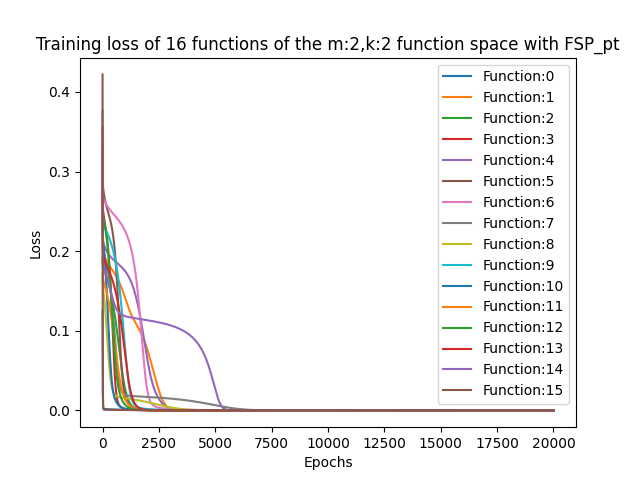 Training loss of 16 functions of the m:2,k:2 function space with FSP_pt
Loss
0.4
0.3
0.2
0.1
0.0
Function:0
Function:1
Function:2
Function:3
Function:4
Function:5
Function:6
Function:7
Function:8
Function:9
Function:10
Function:11
Function:12
Function:13
Function:14
Function:15
0 2500 5000 7500 10000 12500 15000 17500 20000
Epochs